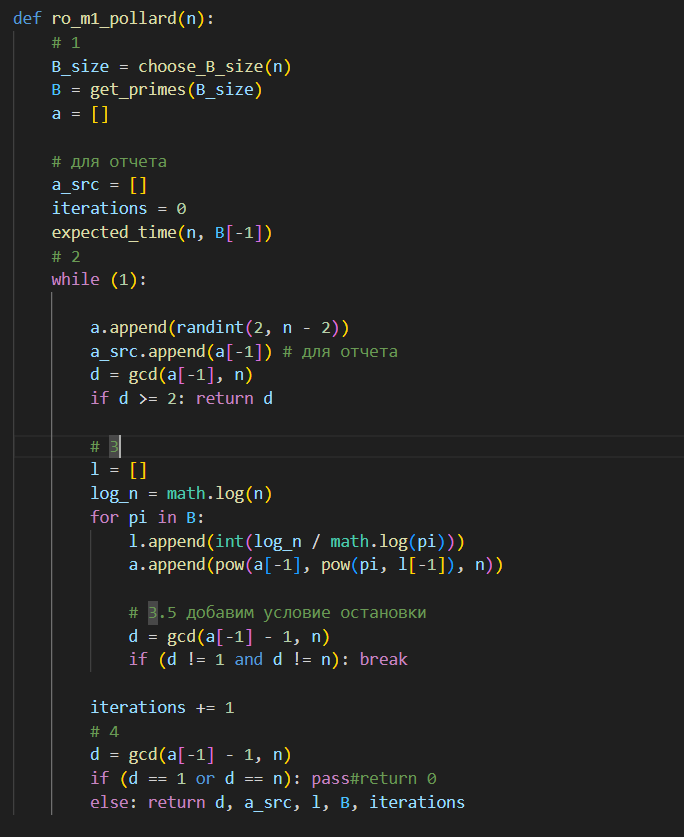 def ro_m1_pollard(n):
    # 1
    B_size = choose_B_size(n)
    B = get_primes(B_size)
    a = []

    # для отчета
    a_src = []
    iterations = 0
    expected_time(n, B[-1])
    # 2
    while (1):

        a.append(randint(2, n - 2))
        a_src.append(a[-1]) # для отчета
        d = gcd(a[-1], n)
        if d >= 2: return d

        # 3
        l = []
        log_n = math.log(n)
        for pi in B:
            l.append(int(log_n / math.log(pi)))
            a.append(pow(a[-1], pow(pi, l[-1]), n))

            # 3.5 добавим условие остановки
            d = gcd(a[-1] - 1, n)
            if (d != 1 and d != n): break

        iterations += 1
        # 4
        d = gcd(a[-1] - 1, n)
        if (d == 1 or d == n): pass#return 0
        else: return d, a_src, l, B, iterations